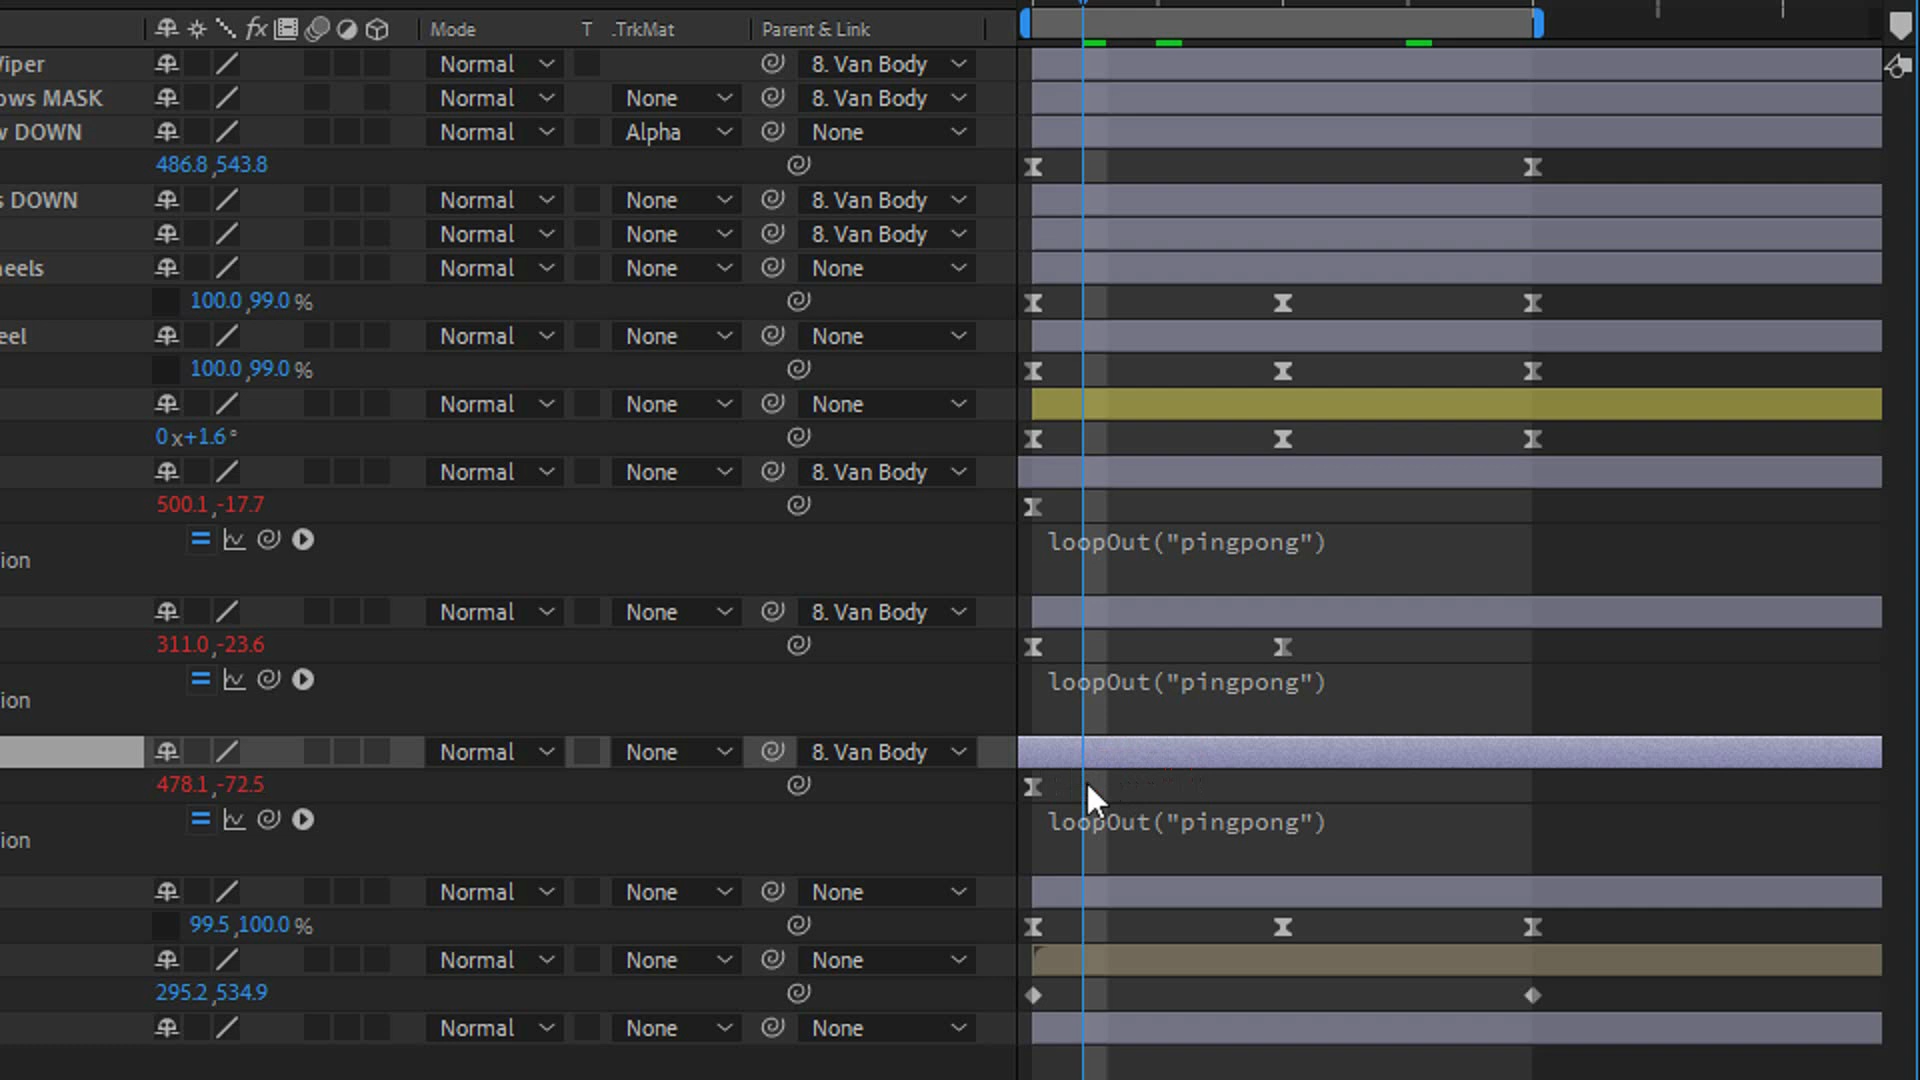 fx Mode T .TrkMat Parent & Link
Viper Normal 8. Van Body
ows MASK Normal None 8. Van Body
w DOWN Normal Alpha None
486.8 ,543.8
s DOWN Normal None 8. Van Body
Normal None 8. Van Body
heels Normal None None
100.0 ,99.0 %
eel Normal None None
100.0 ,99.0 %
Normal None None
0 x +1.6 °
Normal None 8. Van Body
500.1 ,-17.7
loopOut("pingpong")
ion
Normal None 8. Van Body
311.0 ,-23.6
loopOut("pingpong")
ion
Normal None 8. Van Body
478.1 ,-72.5
loopOut("pingpong")
ion
Normal None None
99.5 ,100.0 %
Normal None None
295.2 ,534.9
Normal None None